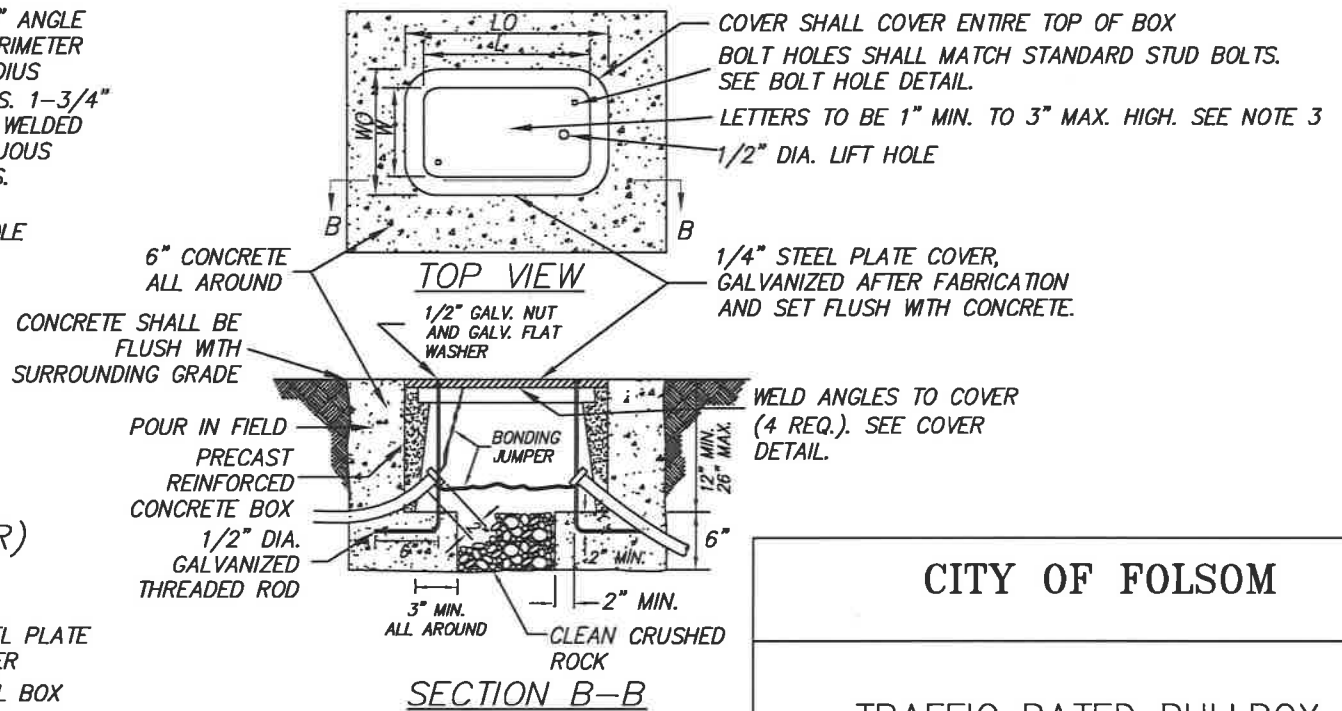 " ANGLE
RIMETER
DIUS
S. 1-3/4"
WELDED
UOUS
S.
OLE
LO
L
WO
W
B
B
COVER SHALL COVER ENTIRE TOP OF BOX
BOLT HOLES SHALL MATCH STANDARD STUD BOLTS.
SEE BOLT HOLE DETAIL.
LETTERS TO BE 1" MIN. TO 3" MAX. HIGH. SEE NOTE 3
1/2" DIA. LIFT HOLE
6" CONCRETE
ALL AROUND
TOP VIEW
1/4" STEEL PLATE COVER,
GALVANIZED AFTER FABRICATION
AND SET FLUSH WITH CONCRETE.
1/2" GALV. NUT
AND GALV. FLAT
WASHER
CONCRETE SHALL BE
FLUSH WITH
SURROUNDING GRADE
WELD ANGLES TO COVER
(4 REQ.). SEE COVER
DETAIL.
POUR IN FIELD
PRECAST
REINFORCED
CONCRETE BOX
BONDING
JUMPER
12" MIN.
26" MAX.
1/2" DIA.
GALVANIZED
THREADED ROD
6"
2" MIN.
6"
3" MIN.
ALL AROUND
2" MIN.
CLEAN CRUSHED
ROCK
SECTION B-B
R)
EL PLATE
ER
L BOX
CITY OF FOLSOM
TRAFFIC RATED PULLBOX